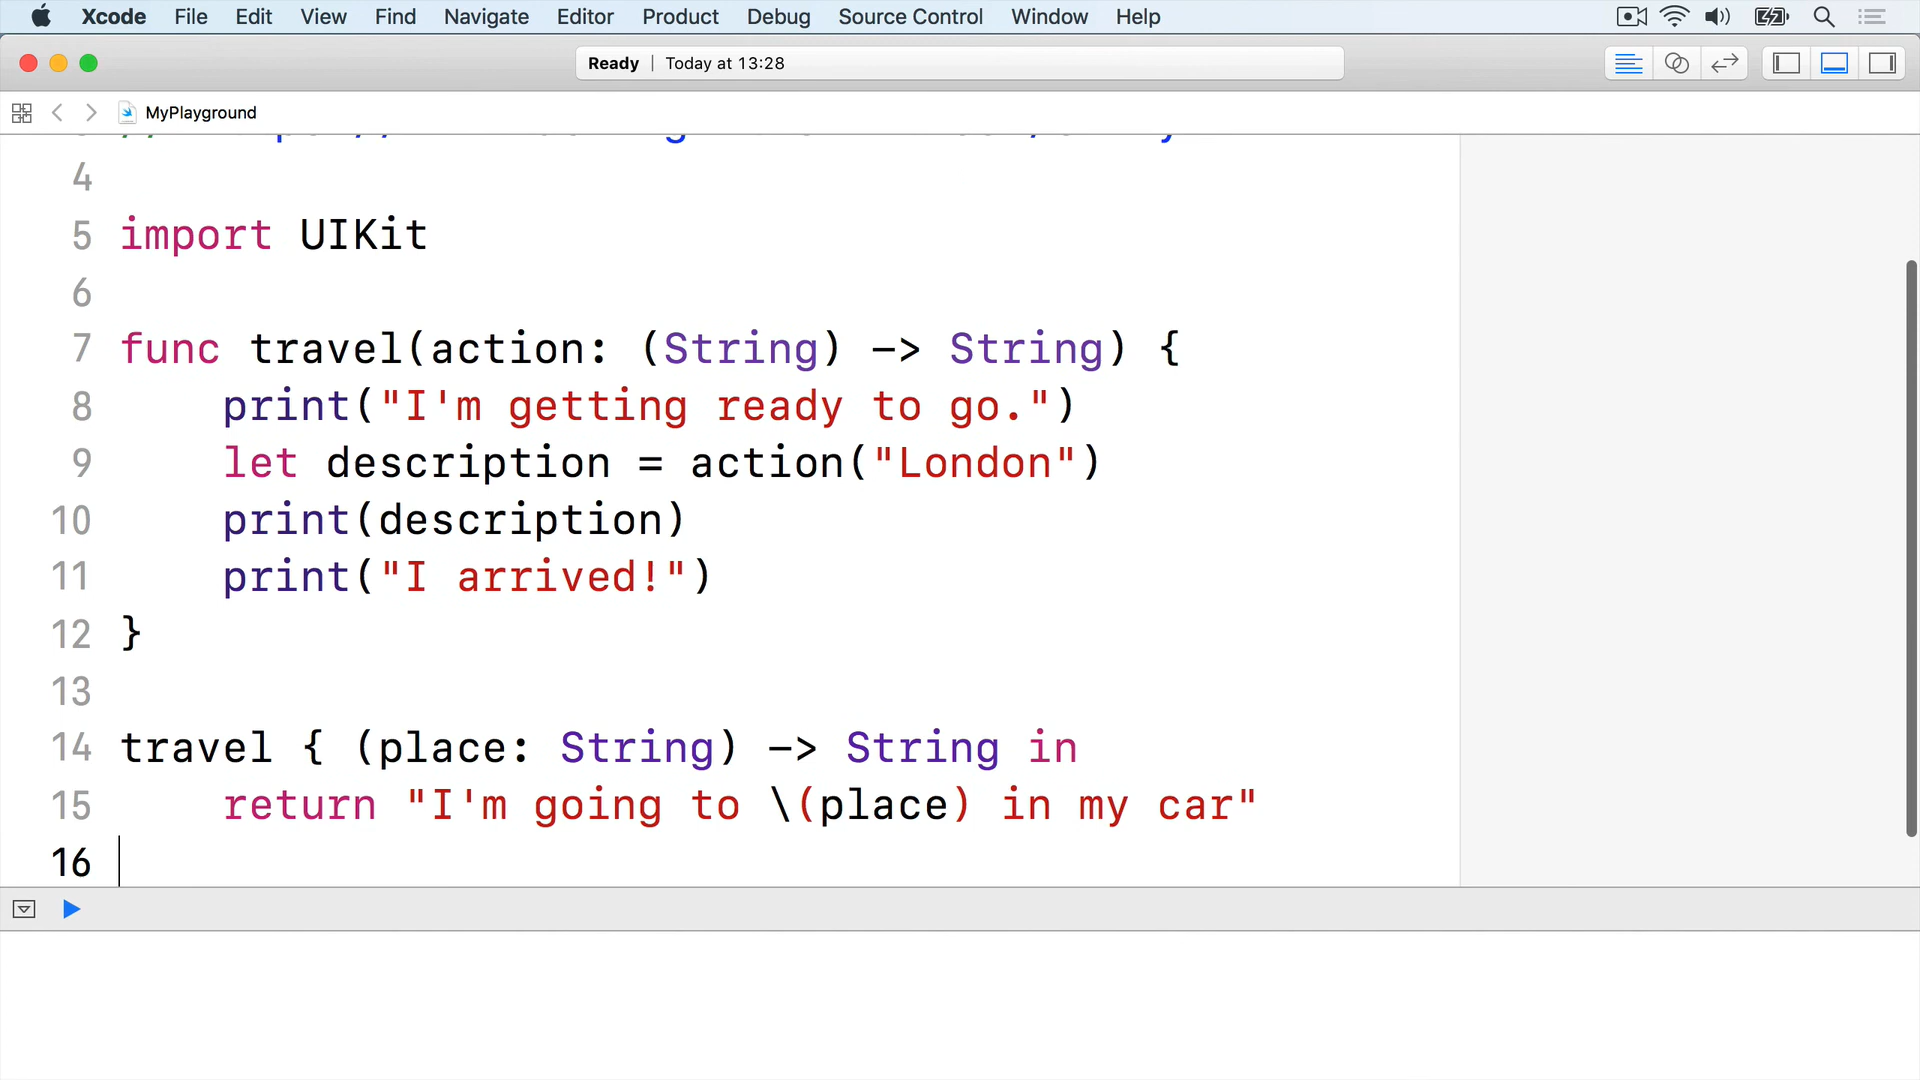 Xcode File Edit View Find Navigate Editor Product Debug Source Control Window Help
Ready | Today at 13:28
MyPlayground
4
5 import UIKit
6
7 func travel(action: (String) -> String) {
8 print("I'm getting ready to go.")
9 let description = action("London")
10 print(description)
11 print("I arrived!")
12 }
13
14 travel { (place: String) -> String in
15 return "I'm going to \(place) in my car"
16